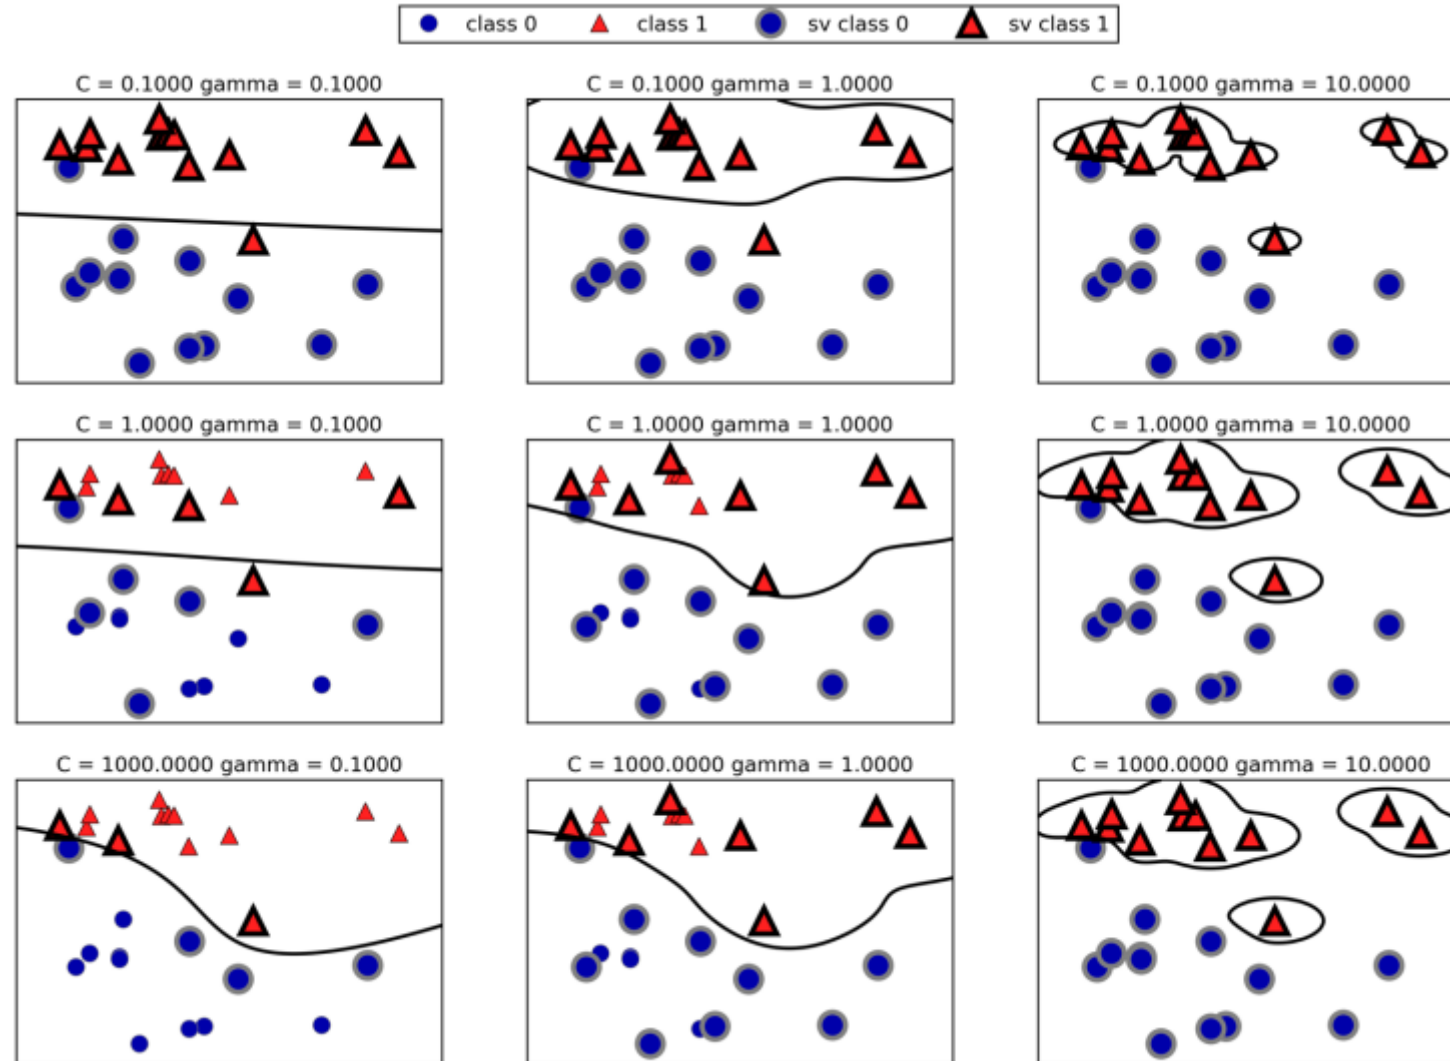 class 0 class 1 sv class 0 sv class 1
C = 0.1000 gamma = 0.1000
C = 0.1000 gamma = 1.0000
C = 0.1000 gamma = 10.0000
C = 1.0000 gamma = 0.1000
C = 1.0000 gamma = 1.0000
C = 1.0000 gamma = 10.0000
C = 1000.0000 gamma = 0.1000
C = 1000.0000 gamma = 1.0000
C = 1000.0000 gamma = 10.0000